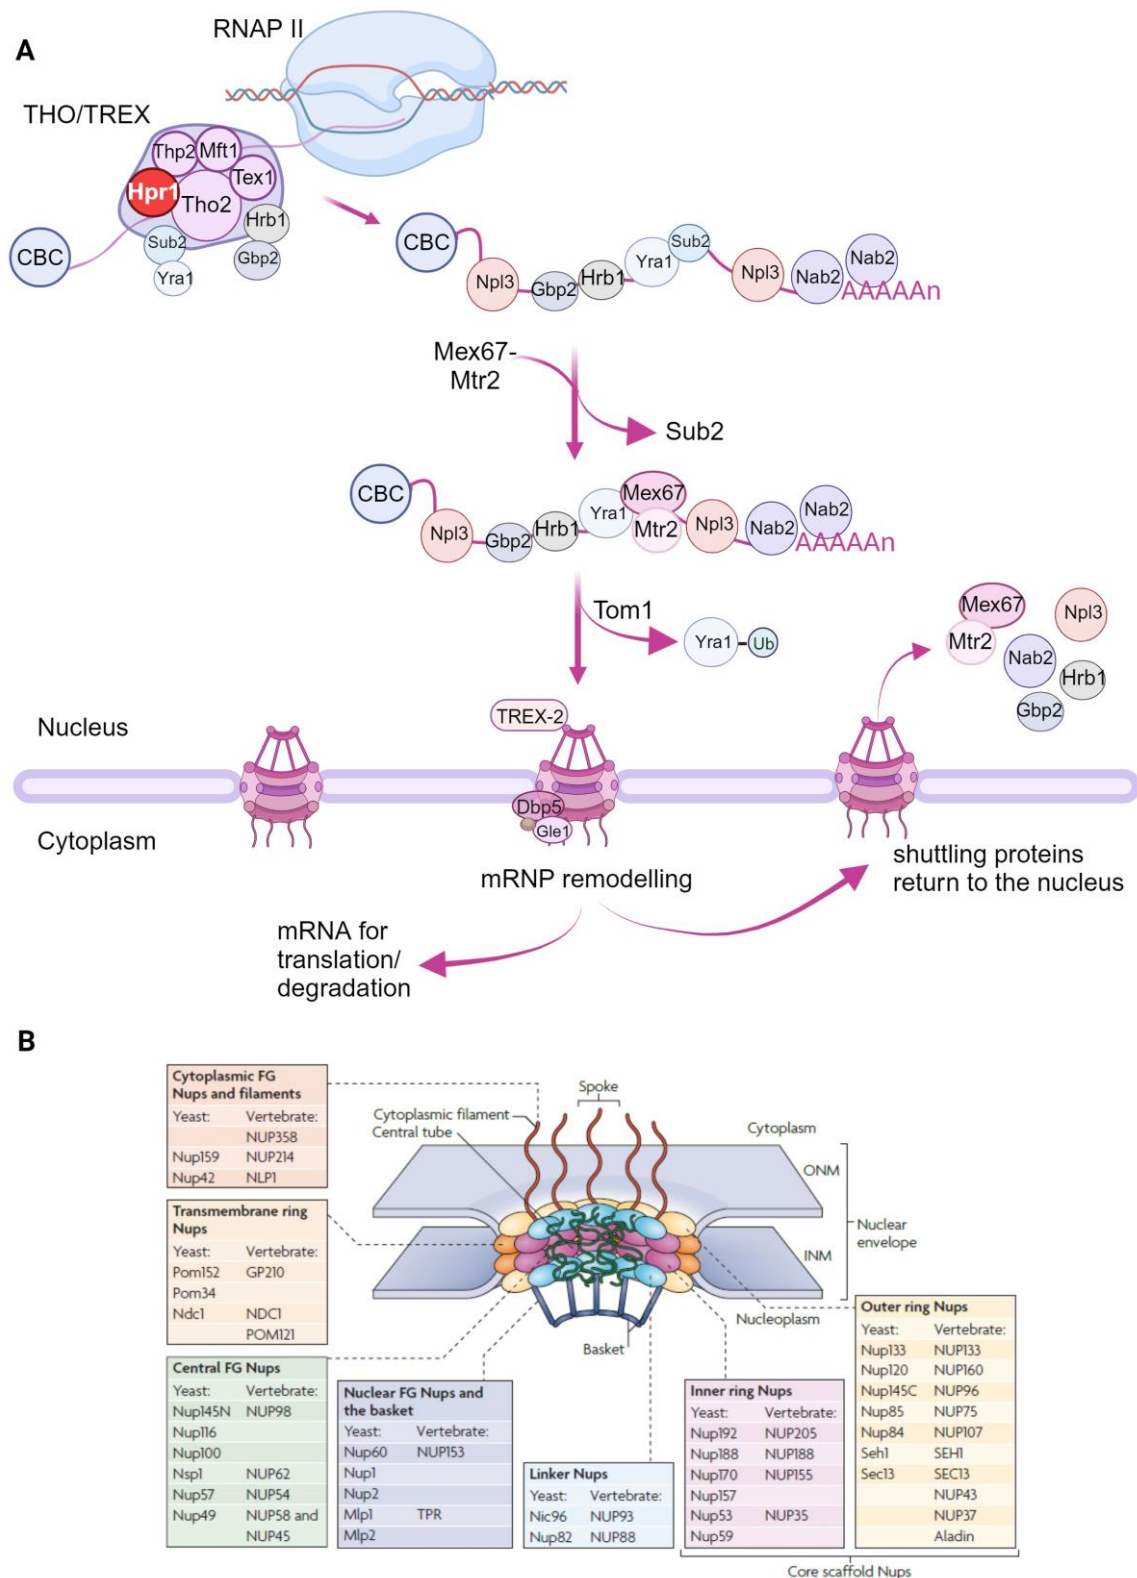 A
RNAP II
THO/TREX
Thp2
Mft1
Tex1
Hpr1
Tho2
Hrb1
Sub2
Gbp2
Yra1
CBC
CBC
Npl3
Gbp2
Hrb1
Yra1
Sub2
Npl3
Nab2
Nab2
AAAAAn
Mex67-
Mtr2
Sub2
CBC
Npl3
Gbp2
Hrb1
Yra1
Mex67
Mtr2
Npl3
Nab2
Nab2
AAAAAn
Tom1
Yra1
Ub
Mex67
Mtr2
Npl3
Nab2
Hrb1
Gbp2
TREX-2
Nucleus
Cytoplasm
Dbp5
Gle1
mRNP remodelling
shuttling proteins
return to the nucleus
mRNA for
translation/
degradation
B
Cytoplasmic FG
Nups and filaments
Yeast: Vertebrate:
NUP358
Nup159 NUP214
Nup42 NLP1
Transmembrane ring
Nups
Yeast: Vertebrate:
Pom152 GP210
Pom34
Ndc1 NDC1
POM121
Central FG Nups
Yeast: Vertebrate:
Nup145N NUP98
Nup116
Nup100
Nsp1 NUP62
Nup57 NUP54
Nup49 NUP58 and
NUP45
Spoke
Cytoplasmic filament
Central tube
Cytoplasm
ONM
Nuclear
envelope
INM
Nucleoplasm
Basket
Nuclear FG Nups and
the basket
Yeast: Vertebrate:
Nup60 NUP153
Nup1
Nup2
Mlp1 TPR
Mlp2
Linker Nups
Yeast: Vertebrate:
Nic96 NUP93
Nup82 NUP88
Inner ring Nups
Yeast: Vertebrate:
Nup192 NUP205
Nup188 NUP188
Nup170 NUP155
Nup157
Nup53 NUP35
Nup59
Outer ring Nups
Yeast: Vertebrate:
Nup133 NUP133
Nup120 NUP160
Nup145C NUP96
Nup85 NUP75
Nup84 NUP107
Seh1 SEH1
Sec13 SEC13
NUP43
NUP37
Aladin
Core scaffold Nups